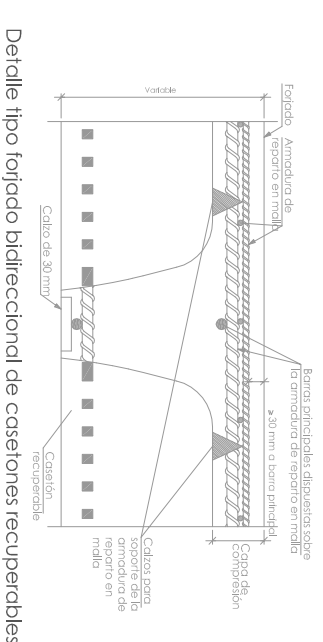 Forjado
Armadura de
reparto en malla
Barras principales dispuestas sobre
la armadura de reparto en malla
≥30 mm a barra principal
Variable
Capa de
compresión
Calzos para
soporte de la
armadura de
reparto en
malla
Calzo de 30 mm
Casetón
recuperable
Detalle tipo forjado bidireccional de casetones recuperables